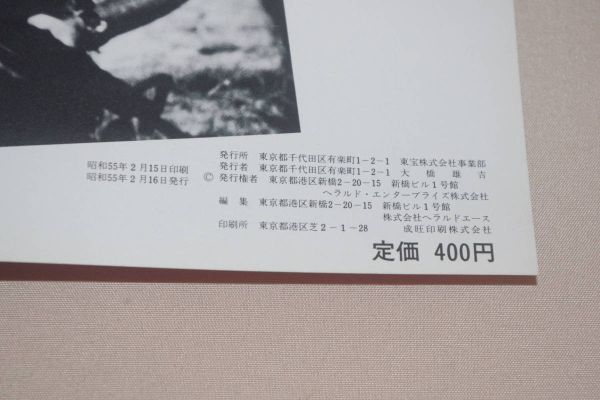 昭和55年2月15日印刷
昭和55年2月16日発行
発行所 東京都千代田区有楽町1-2-1 東宝株式会社事業部
発行者 東京都千代田区有楽町1-2-1 大橋雄吉
©発行権者 東京都港区新橋2-20-15 新橋ビル1号館
ヘラルド・エンタープライズ株式会社
編集 東京都港区新橋2-20-15 新橋ビル1号館
株式会社ヘラルドエース
印刷所 東京都港区芝2-1-28 成旺印刷株式会社
定価 400円